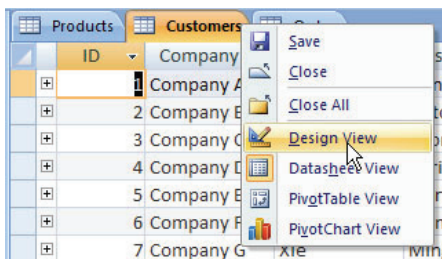 Products Customers
ID Company
1 Company A
2 Company
3 Company
4 Company
5 Company
6 Company F
7 Company G Xie Min
Save
Close
Close All
Design View
Datasheet View
PivotTable View
PivotChart View